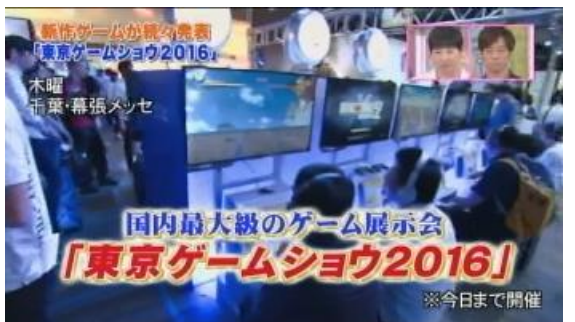 新作ゲームが続々発表
「東京ゲームショウ2016」
木曜
千葉・幕張メッセ
国内最大級のゲーム展示会
「東京ゲームショウ2016」
※今日まで開催